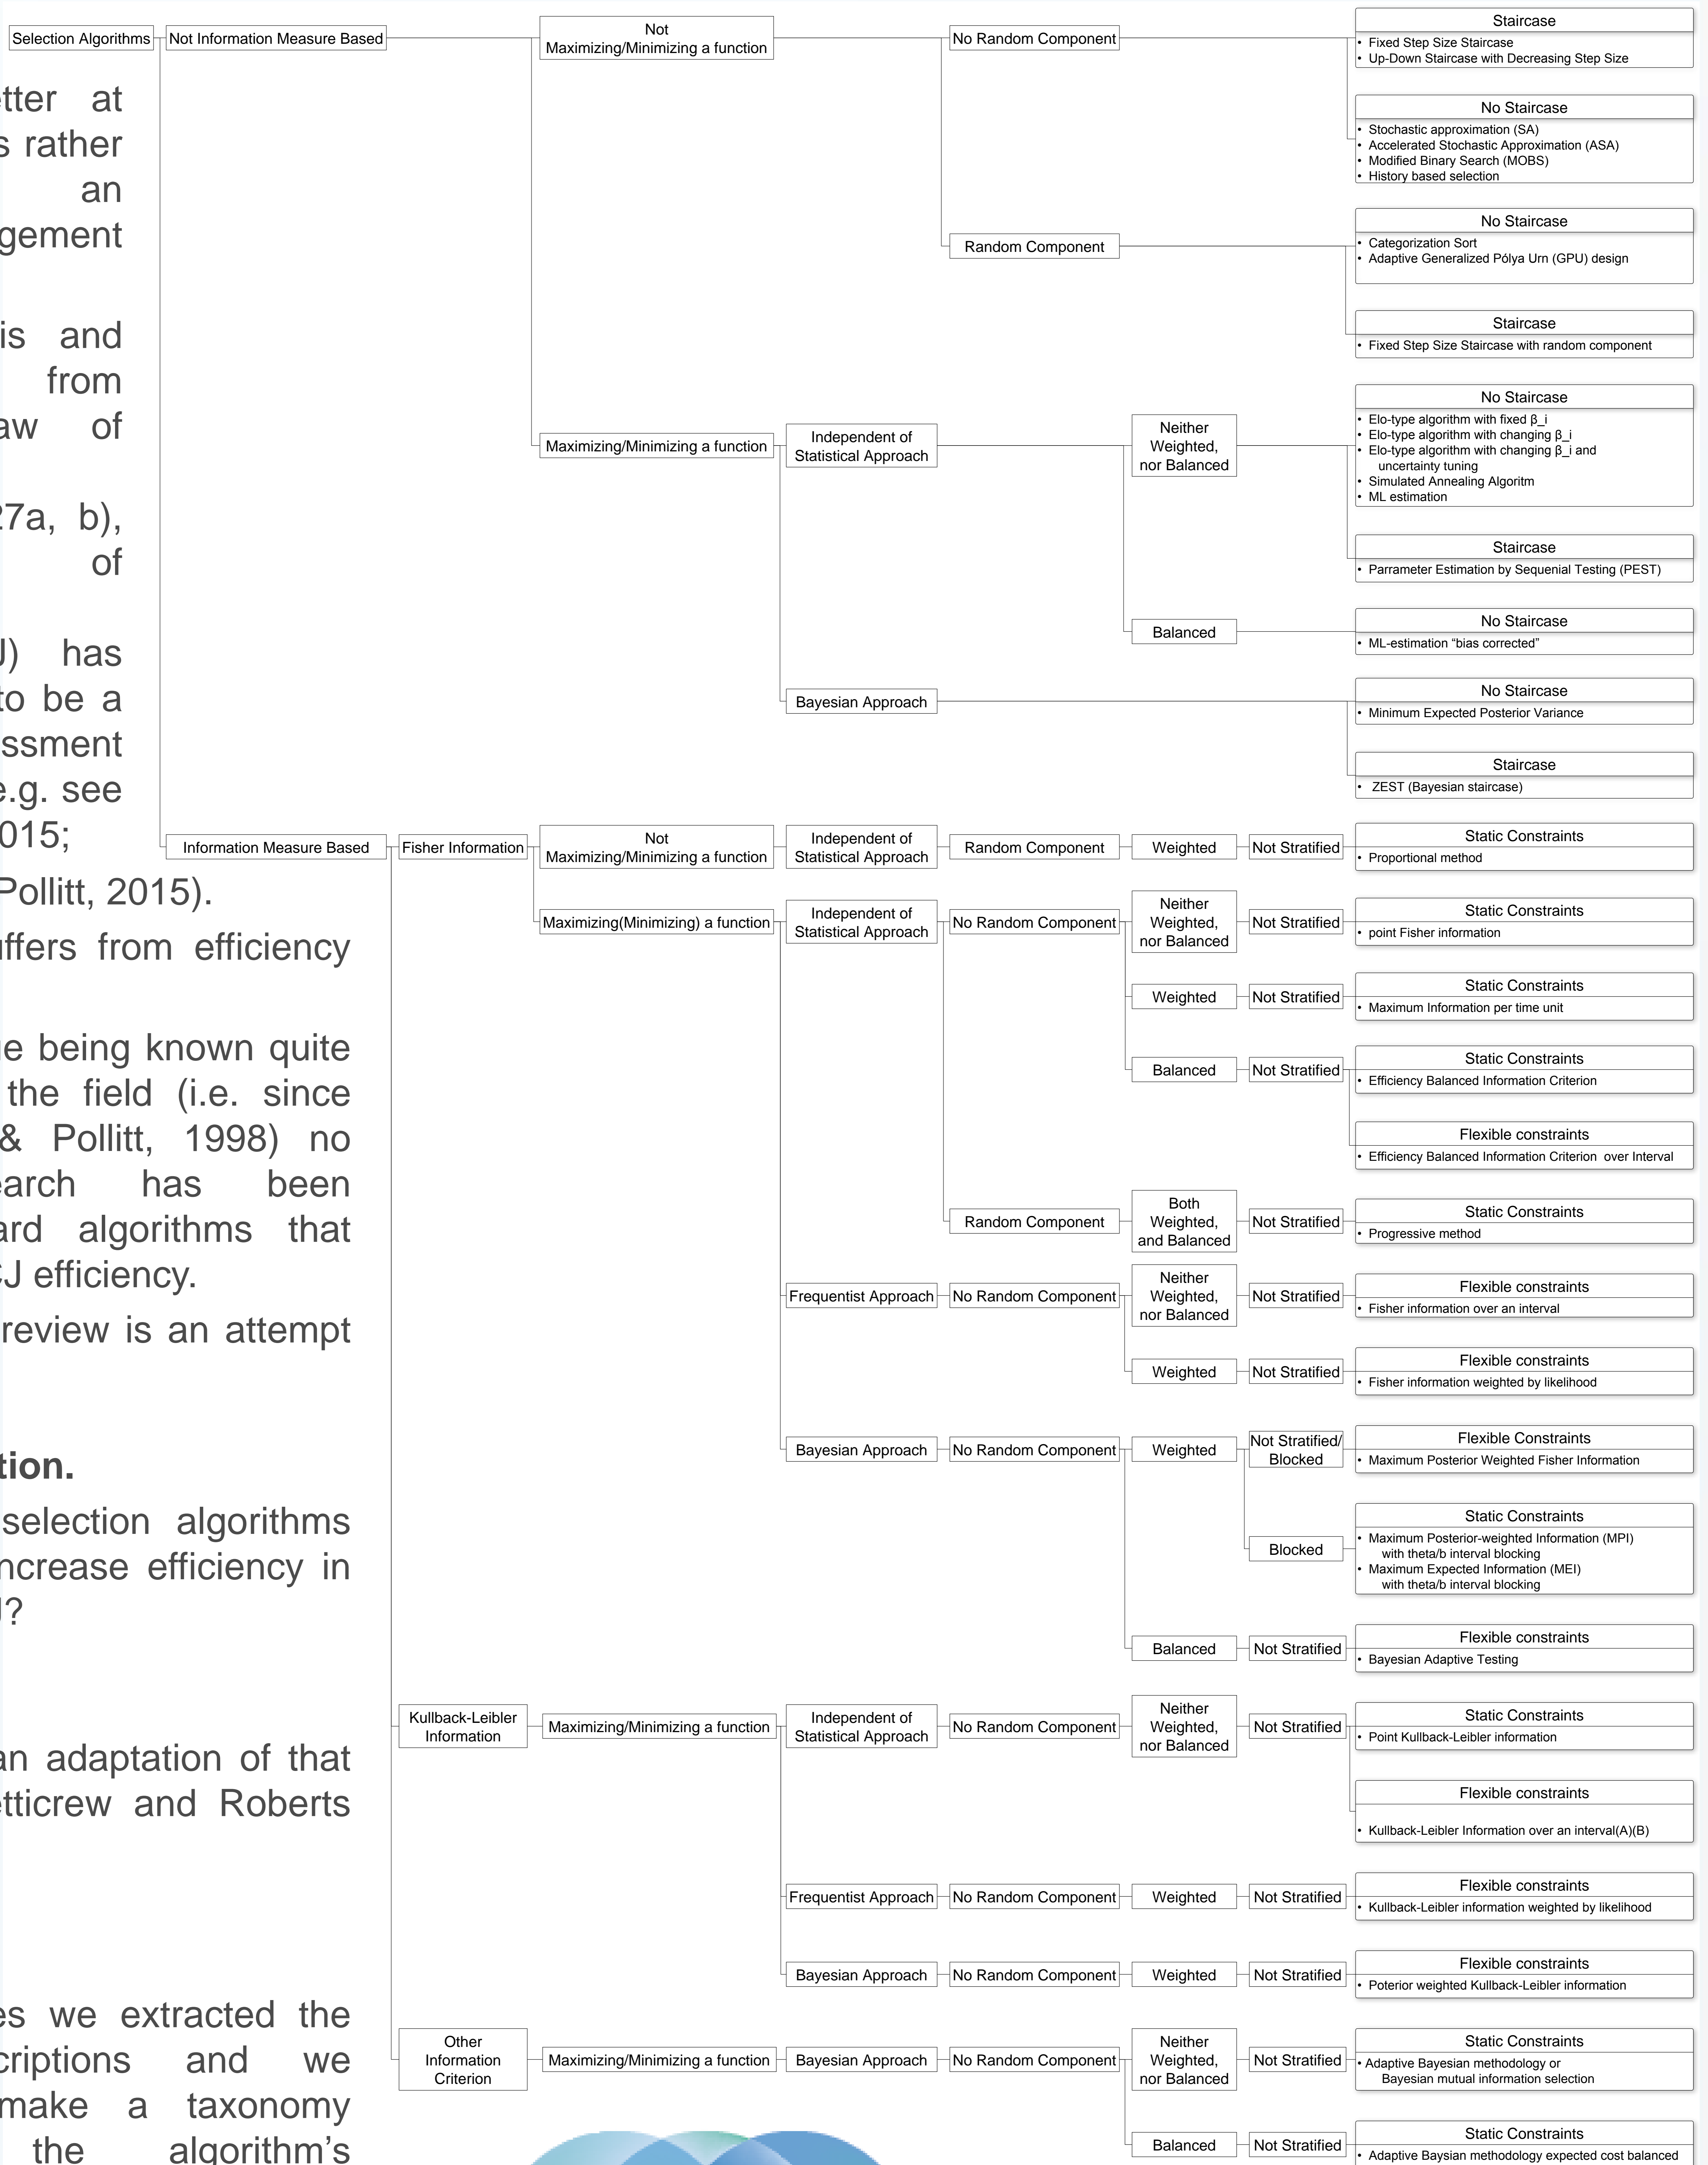 tter at
s rather
an
gement
is and
from
aw of
27a, b),
of
J) has
to be a
ssment
e.g. see
015;
Pollitt, 2015).
uffers from efficiency
ue being known quite
the field (i.e. since
& Pollitt, 1998) no
earch has been
ard algorithms that
CJ efficiency.
review is an attempt
tion.
selection algorithms
increase efficiency in
J?
an adaptation of that
etticrew and Roberts
es we extracted the
criptions and we
make a taxonomy
the algorithm’s
Selection Algorithms
Not Information Measure Based
Not
Maximizing/Minimizing a function
No Random Component
Staircase
• Fixed Step Size Staircase
• Up-Down Staircase with Decreasing Step Size
No Staircase
• Stochastic approximation (SA)
• Accelerated Stochastic Approximation (ASA)
• Modified Binary Search (MOBS)
• History based selection
Random Component
No Staircase
• Categorization Sort
• Adaptive Generalized Pólya Urn (GPU) design
Staircase
• Fixed Step Size Staircase with random component
Maximizing/Minimizing a function
Independent of
Statistical Approach
Neither
Weighted,
nor Balanced
No Staircase
• Elo-type algorithm with fixed β_i
• Elo-type algorithm with changing β_i
• Elo-type algorithm with changing β_i and
uncertainty tuning
• Simulated Annealing Algoritm
• ML estimation
Staircase
• Parrameter Estimation by Sequenial Testing (PEST)
Balanced
No Staircase
• ML-estimation “bias corrected”
Bayesian Approach
No Staircase
• Minimum Expected Posterior Variance
Staircase
• ZEST (Bayesian staircase)
Information Measure Based
Fisher Information
Not
Maximizing/Minimizing a function
Independent of
Statistical Approach
Random Component
Weighted
Not Stratified
Static Constraints
• Proportional method
Maximizing(Minimizing) a function
Independent of
Statistical Approach
No Random Component
Neither
Weighted,
nor Balanced
Not Stratified
Static Constraints
• point Fisher information
Weighted
Not Stratified
Static Constraints
• Maximum Information per time unit
Balanced
Not Stratified
Static Constraints
• Efficiency Balanced Information Criterion
Flexible constraints
• Efficiency Balanced Information Criterion over Interval
Random Component
Both
Weighted,
and Balanced
Not Stratified
Static Constraints
• Progressive method
Frequentist Approach
No Random Component
Neither
Weighted,
nor Balanced
Not Stratified
Flexible constraints
• Fisher information over an interval
Weighted
Not Stratified
Flexible constraints
• Fisher information weighted by likelihood
Bayesian Approach
No Random Component
Weighted
Not Stratified/
Blocked
Flexible Constraints
• Maximum Posterior Weighted Fisher Information
Blocked
Static Constraints
• Maximum Posterior-weighted Information (MPI)
with theta/b interval blocking
• Maximum Expected Information (MEI)
with theta/b interval blocking
Balanced
Not Stratified
Flexible constraints
• Bayesian Adaptive Testing
Kullback-Leibler
Information
Maximizing/Minimizing a function
Independent of
Statistical Approach
No Random Component
Neither
Weighted,
nor Balanced
Not Stratified
Static Constraints
• Point Kullback-Leibler information
Flexible constraints
• Kullback-Leibler Information over an interval(A)(B)
Frequentist Approach
No Random Component
Weighted
Not Stratified
Flexible constraints
• Kullback-Leibler information weighted by likelihood
Bayesian Approach
No Random Component
Weighted
Not Stratified
Flexible constraints
• Poterior weighted Kullback-Leibler information
Other
Information
Criterion
Maximizing/Minimizing a function
Bayesian Approach
No Random Component
Neither
Weighted,
nor Balanced
Not Stratified
Static Constraints
• Adaptive Bayesian methodology or
Bayesian mutual information selection
Balanced
Not Stratified
Static Constraints
• Adaptive Baysian methodology expected cost balanced